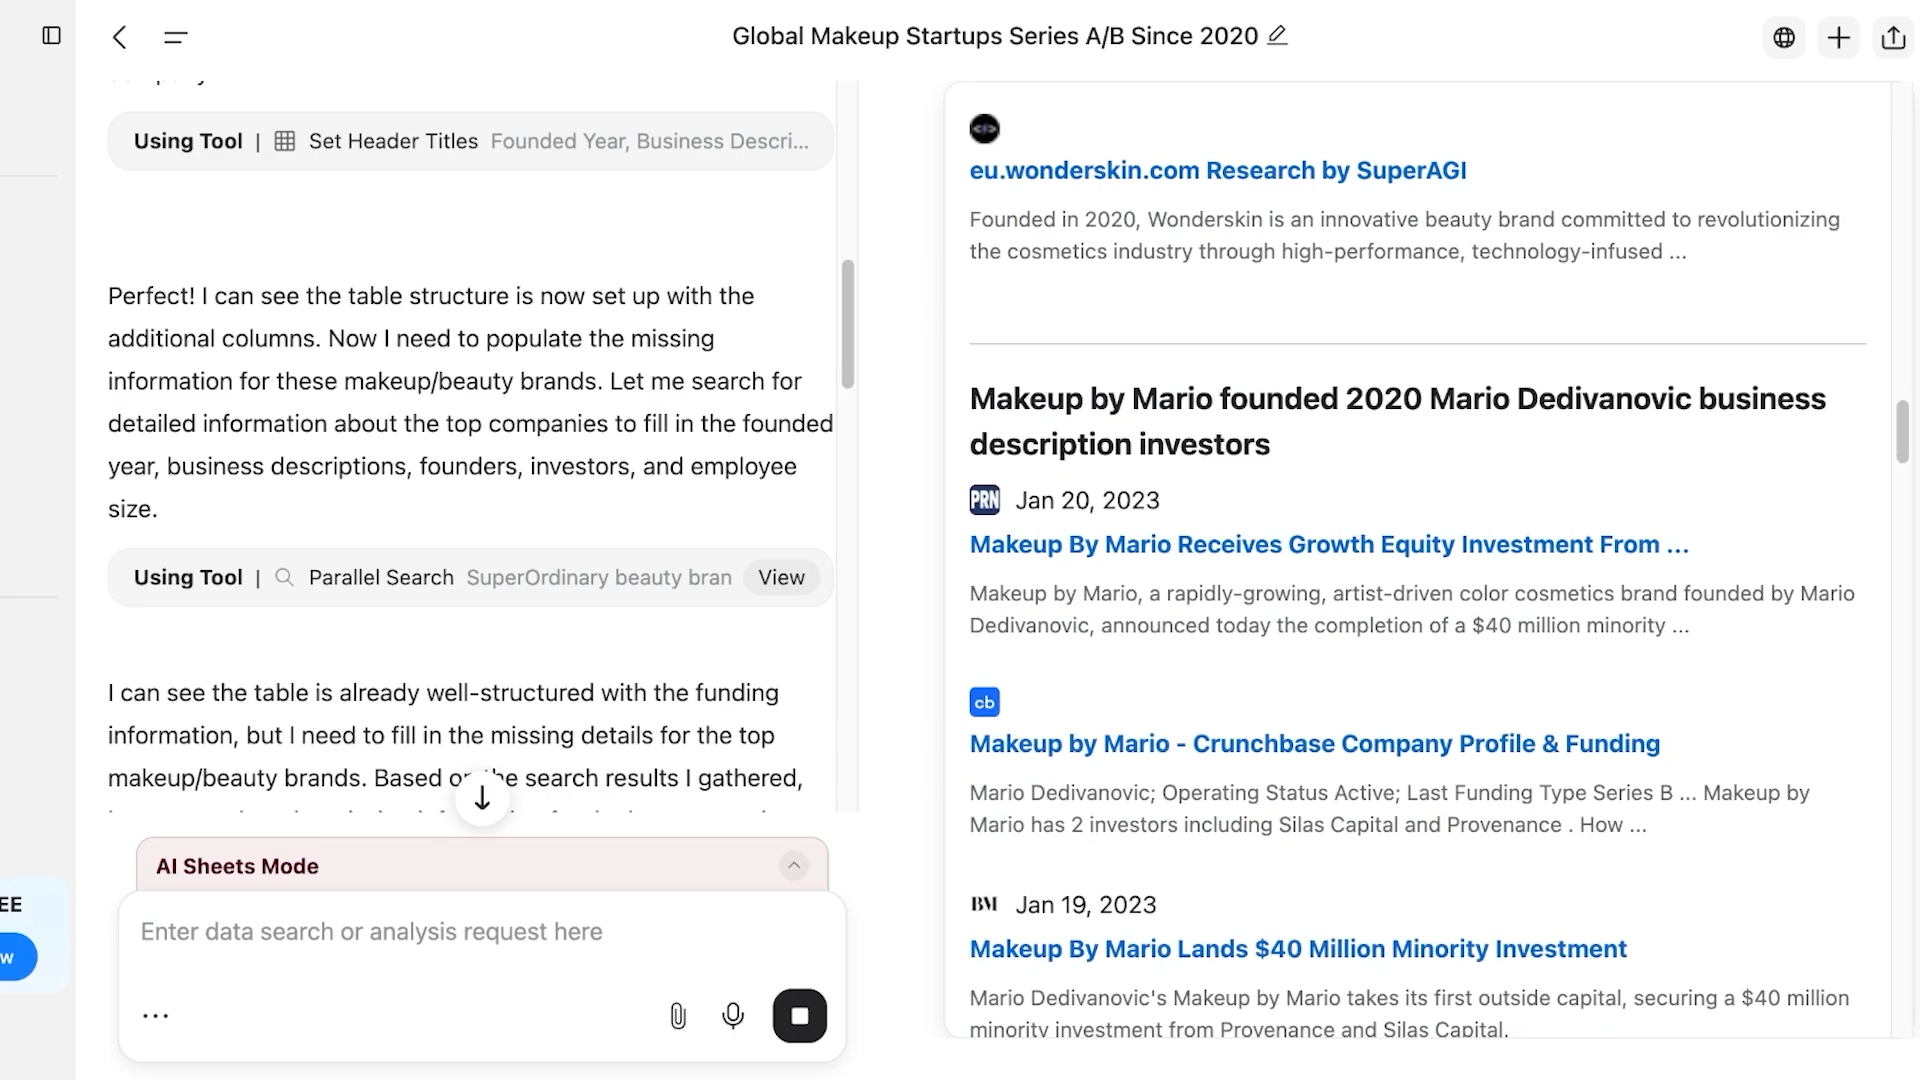 Global Makeup Startups Series A/B Since 2020
Using Tool | Set Header Titles Founded Year, Business Descri...
Perfect! I can see the table structure is now set up with the
additional columns. Now I need to populate the missing
information for these makeup/beauty brands. Let me search for
detailed information about the top companies to fill in the founded
year, business descriptions, founders, investors, and employee
size.
Using Tool | Parallel Search SuperOrdinary beauty bran View
I can see the table is already well-structured with the funding
information, but I need to fill in the missing details for the top
makeup/beauty brands. Based on the search results I gathered,
AI Sheets Mode
Enter data search or analysis request here
EE
w
eu.wonderskin.com Research by SuperAGI
Founded in 2020, Wonderskin is an innovative beauty brand committed to revolutionizing
the cosmetics industry through high-performance, technology-infused ...
Makeup by Mario founded 2020 Mario Dedivanovic business
description investors
PRN Jan 20, 2023
Makeup By Mario Receives Growth Equity Investment From ...
Makeup by Mario, a rapidly-growing, artist-driven color cosmetics brand founded by Mario
Dedivanovic, announced today the completion of a $40 million minority ...
cb
Makeup by Mario - Crunchbase Company Profile & Funding
Mario Dedivanovic; Operating Status Active; Last Funding Type Series B ... Makeup by
Mario has 2 investors including Silas Capital and Provenance . How ...
BM Jan 19, 2023
Makeup By Mario Lands $40 Million Minority Investment
Mario Dedivanovic's Makeup by Mario takes its first outside capital, securing a $40 million
minority investment from Provenance and Silas Capital.